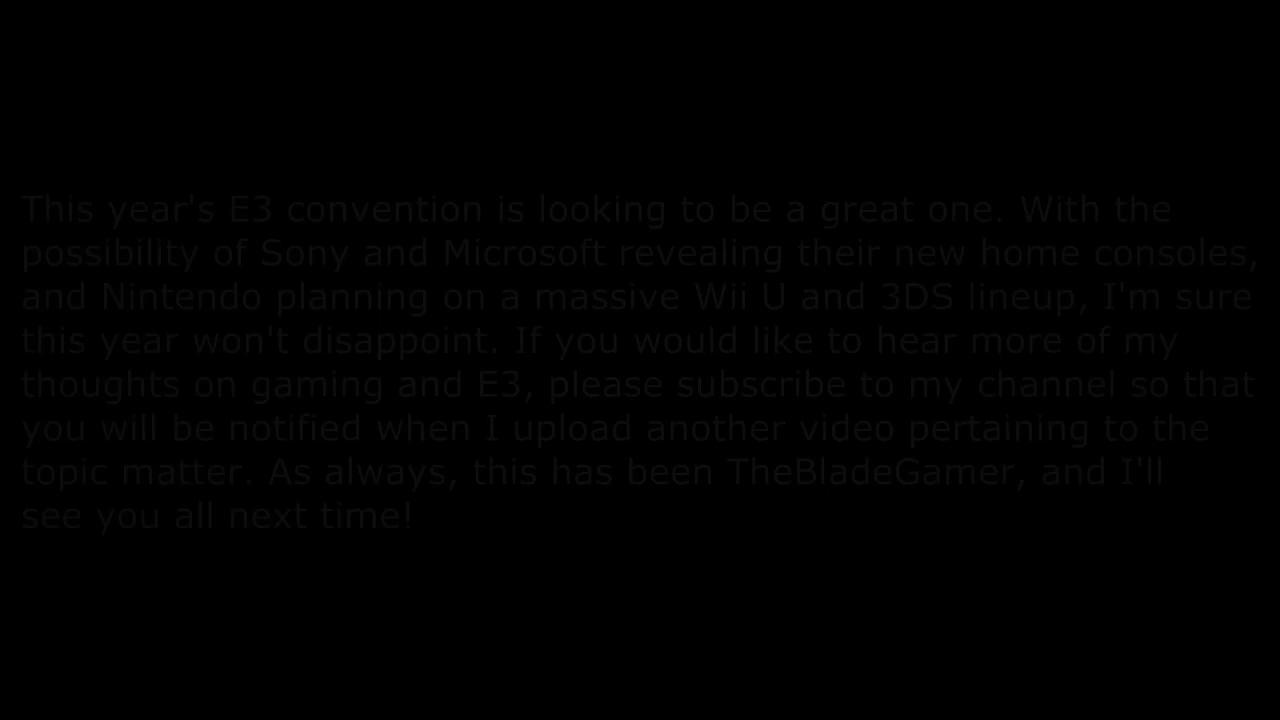 This year's E3 convention is looking to be a great one. With the
possibility of Sony and Microsoft revealing their new home consoles,
and Nintendo planning on a massive Wii U and 3DS lineup, I'm sure
this year won't disappoint. If you would like to hear more of my
thoughts on gaming and E3, please subscribe to my channel so that
you will be notified when I upload another video pertaining to the
topic matter. As always, this has been TheBladeGamer, and I'll
see you all next time!